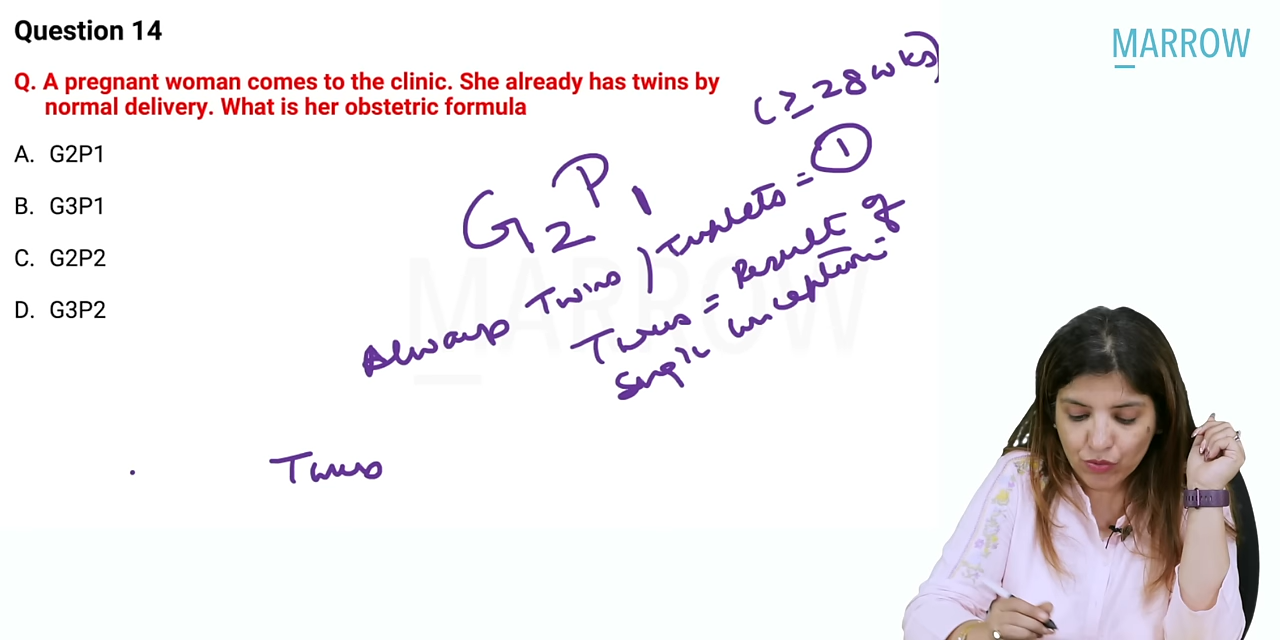 Question 14
MARROW
Q. A pregnant woman comes to the clinic. She already has twins by
normal delivery. What is her obstetric formula
A. G2P1
B. G3P1
C. G2P2
D. G3P2
(≥ 28 wks)
G2P1
Always Twins / Triplets = 1
Twins = Result of
Single conception
Twins
MARROW